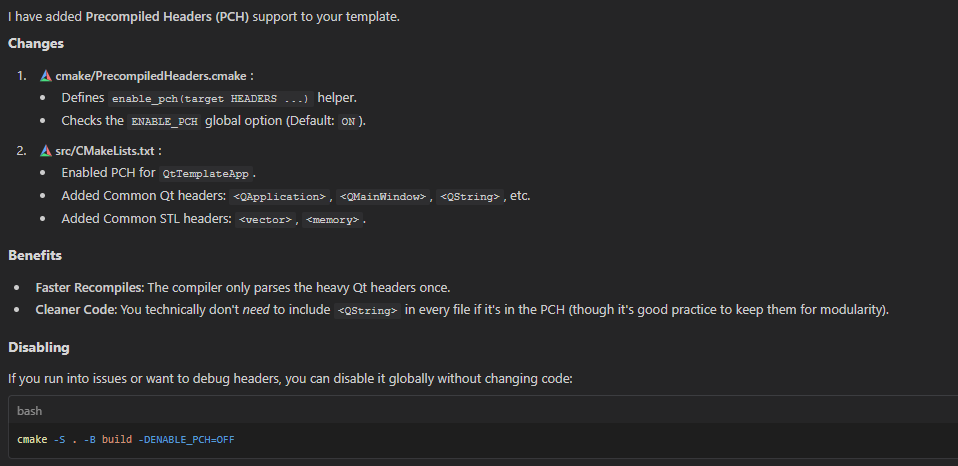 I have added Precompiled Headers (PCH) support to your template.
Changes
1. cmake/PrecompiledHeaders.cmake :
• Defines enable_pch(target HEADERS ...) helper.
• Checks the ENABLE_PCH global option (Default: ON ).
2. src/CMakeLists.txt :
• Enabled PCH for QtTemplateApp .
• Added Common Qt headers: <QApplication>, <QMainWindow>, <QString> , etc.
• Added Common STL headers: <vector>, <memory>.
Benefits
• Faster Recompiles: The compiler only parses the heavy Qt headers once.
• Cleaner Code: You technically don't need to include <QString> in every file if it's in the PCH (though it's good practice to keep them for modularity).
Disabling
If you run into issues or want to debug headers, you can disable it globally without changing code:
bash
cmake -S . -B build -DENABLE_PCH=OFF